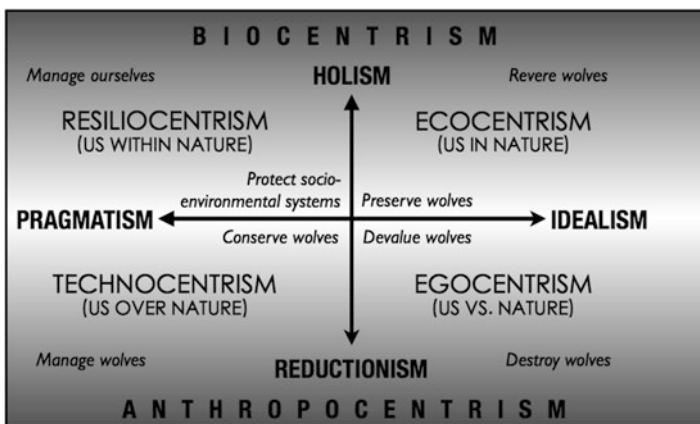 BIOCENTRISM
Manage ourselves
HOLISM
Revere wolves
RESILIOCENTRISM
(US WITHIN NATURE)
ECOCENTRISM
(US IN NATURE)
Protect socio-
environmental systems
Preserve wolves
PRAGMATISM
IDEALISM
Conserve wolves
Devalue wolves
TECHNOCENTRISM
(US OVER NATURE)
EGOCENTRISM
(US VS. NATURE)
Manage wolves
REDUCTIONISM
Destroy wolves
ANTHROPOCENTRISM